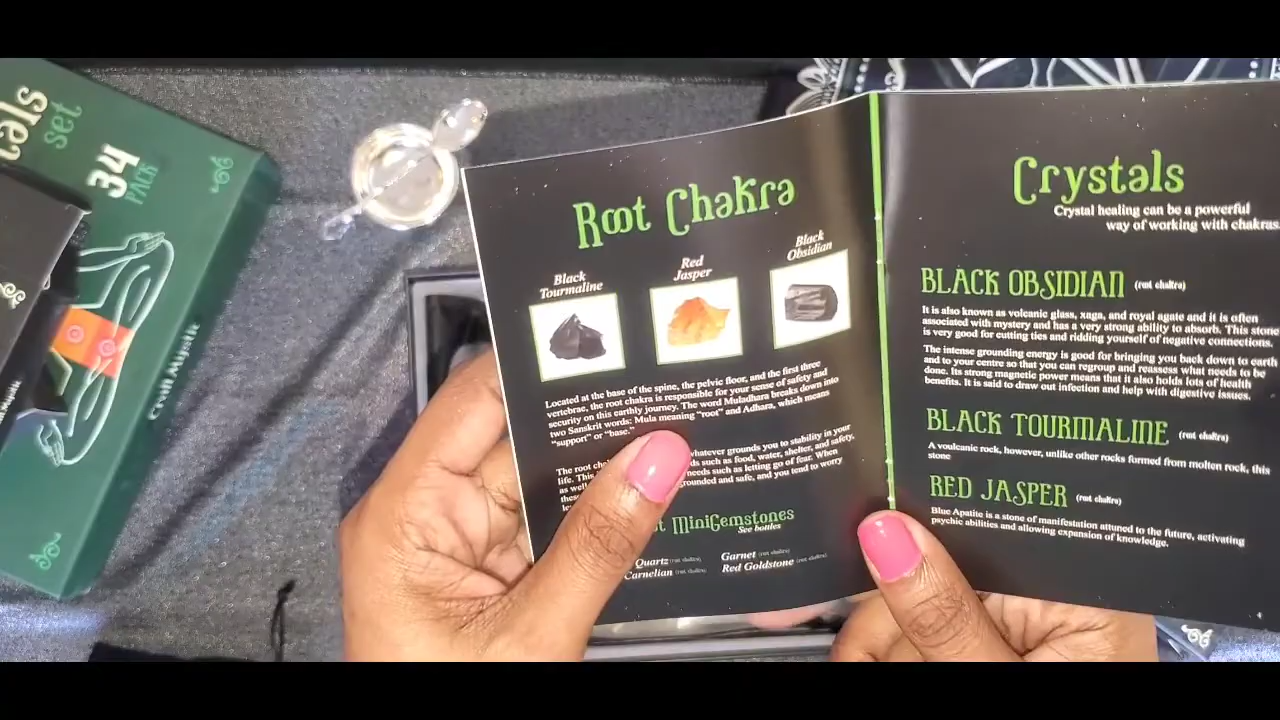 tals
set
34
PACK
Craft Mystic
Root Chakra
Black
Tourmaline
Red
Jasper
Black
Obsidian
Located at the base of the spine, the pelvic floor, and the first three
vertebrae, the root chakra is responsible for your sense of safety and
security on this earthly journey. The word Muladhara breaks down into
two Sanskrit words: Mula meaning "root" and Adhara, which means
"support" or "base."
The root whatever grounds you to stability in your
life. This such as food, water, shelter, and safety,
as well needs such as letting go of fear. When
these grounded and safe, and you tend to worry
MiniGemstones
See bottles
Quartz (root chakra)
Carnelian (root chakra)
Garnet (root chakra)
Red Goldstone (root chakra)
Crystals
Crystal healing can be a powerful
way of working with chakras
BLACK OBSIDIAN (root chakra)
It is also known as volcanic glass, xaga, and royal agate and it is often
associated with mystery and has a very strong ability to absorb. This stone
is very good for cutting ties and ridding yourself of negative connections.
The intense grounding energy is good for bringing you back down to earth
and to your centre so that you can regroup and reassess what needs to be
done. Its strong magnetic power means that it also holds lots of health
benefits. It is said to draw out infection and help with digestive issues.
BLACK TOURMALINE (root chakra)
A voulcanic rock, however, unlike other rocks formed from molten rock, this
stone
RED JASPER (root chakra)
Blue Apatite is a stone of manifestation attuned to the future, activating
psychic abilities and allowing expansion of knowledge.